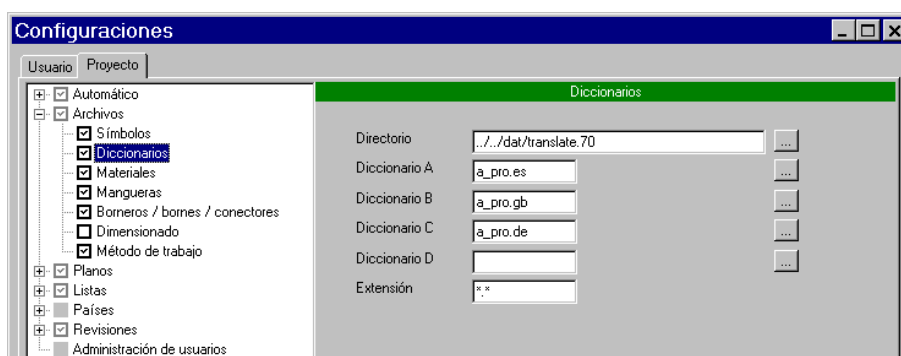 Configuraciones
Usuario Proyecto
Automático
Archivos
Símbolos
Diccionarios
Materiales
Mangueras
Borneros / bornes / conectores
Dimensionado
Método de trabajo
Planos
Listas
Países
Revisiones
Administración de usuarios
Diccionarios
Directorio ../../dat/translate.70 ...
Diccionario A a_pro.es ...
Diccionario B a_pro.gb ...
Diccionario C a_pro.de ...
Diccionario D ...
Extensión *.*